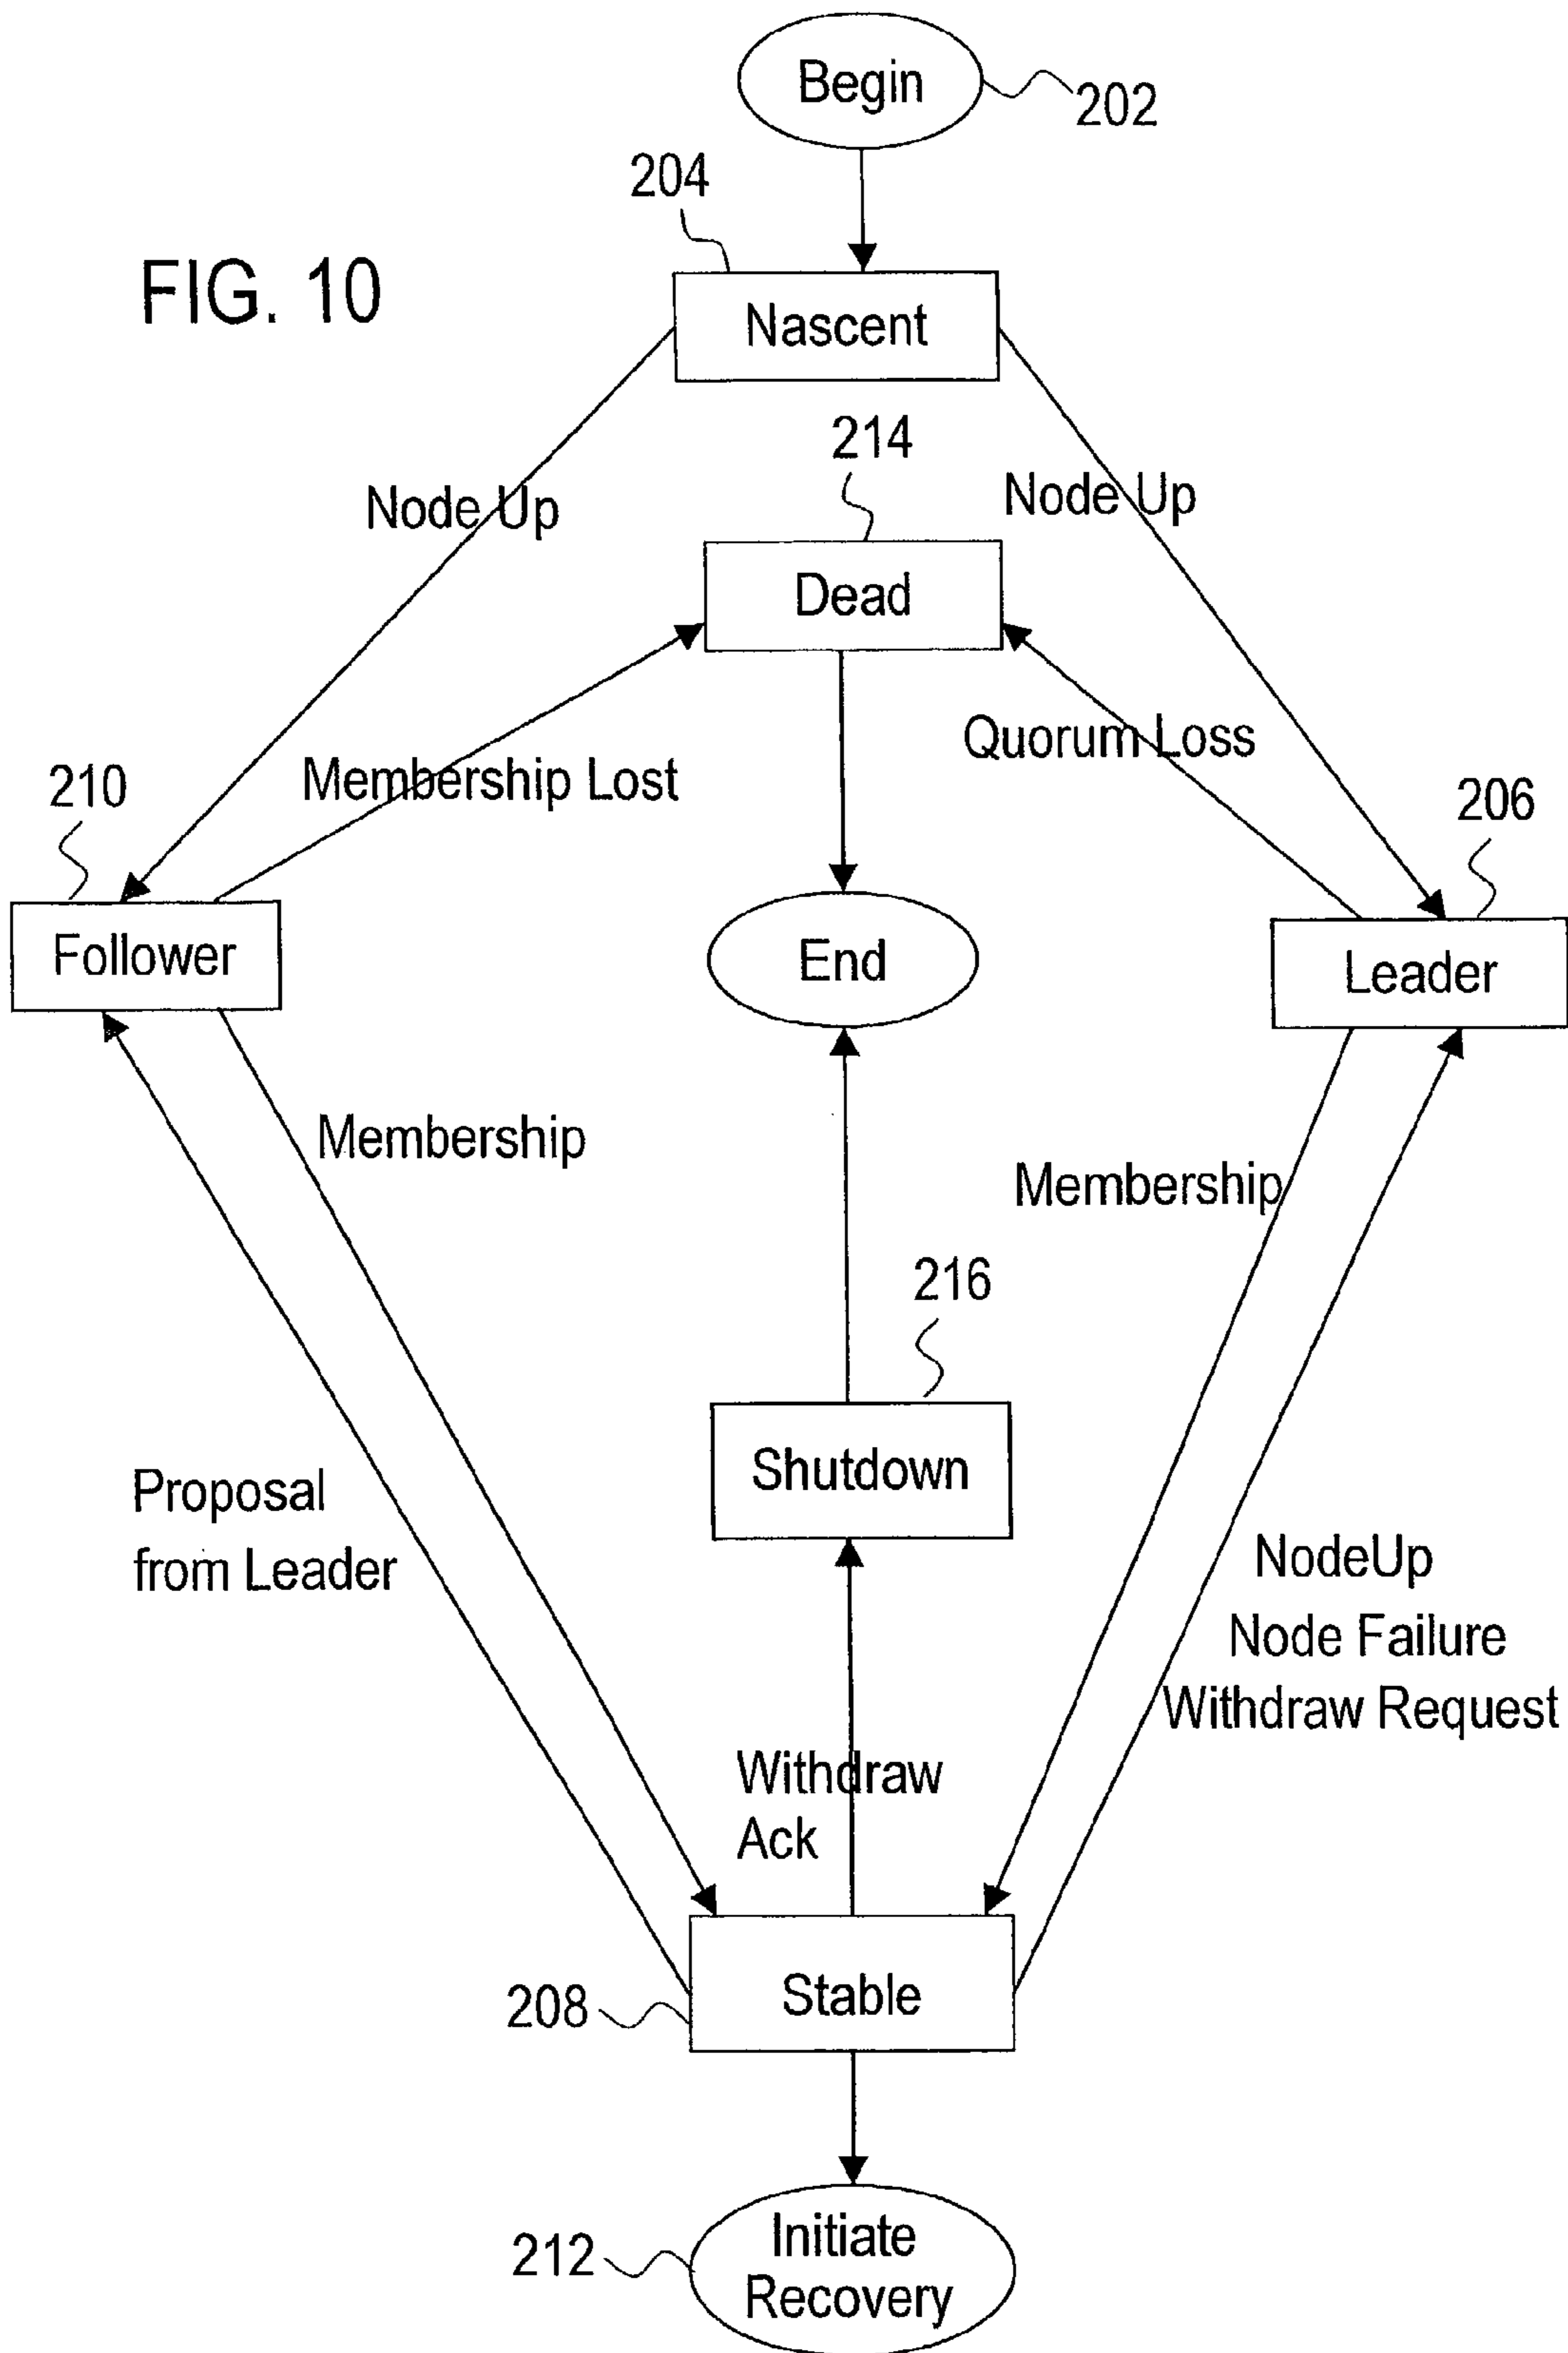 Begin
202
204
FIG. 10
Nascent
214
Node Up
Node Up
Dead
Quorum Loss
Membership Lost
210
206
Follower
End
Leader
Membership
Membership
216
Shutdown
Proposal
from Leader
NodeUp
Node Failure
Withdraw Request
Withdraw
Ack
Stable
208
Initiate
Recovery
212